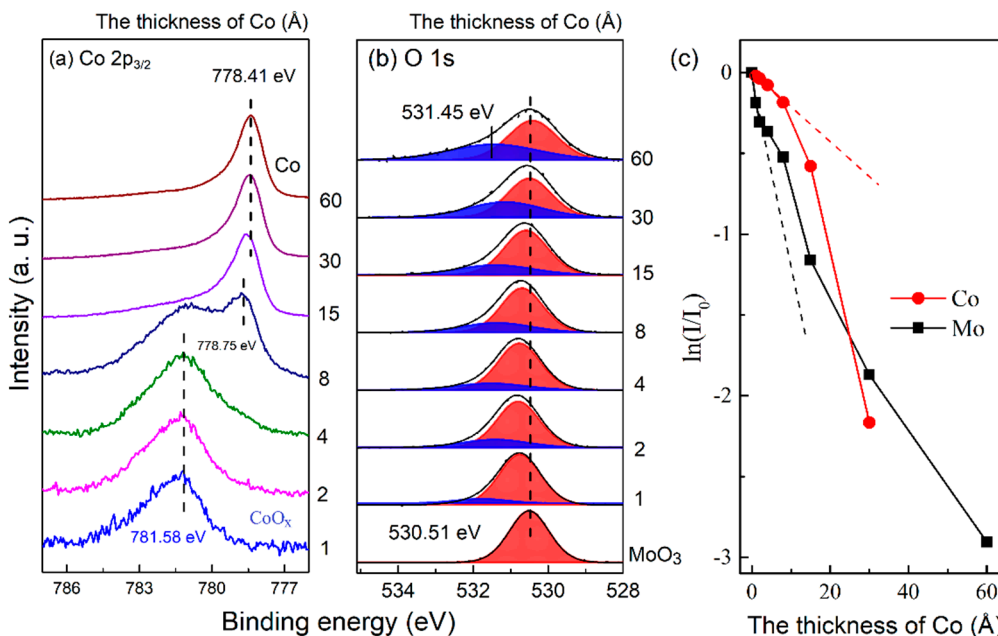 The thickness of Co (Å)
The thickness of Co (Å)
(a) Co 2p3/2
778.41 eV
Co
60
30
15
778.75 eV
8
4
2
CoOx
781.58 eV
1
786
783
780
777
Intensity (a. u.)
(b) O 1s
531.45 eV
60
30
15
8
4
2
1
530.51 eV
MoO3
534
532
530
528
Binding energy (eV)
(c)
0
-1
-2
-3
ln(I/I0)
Co
Mo
0
20
40
60
The thickness of Co (Å)